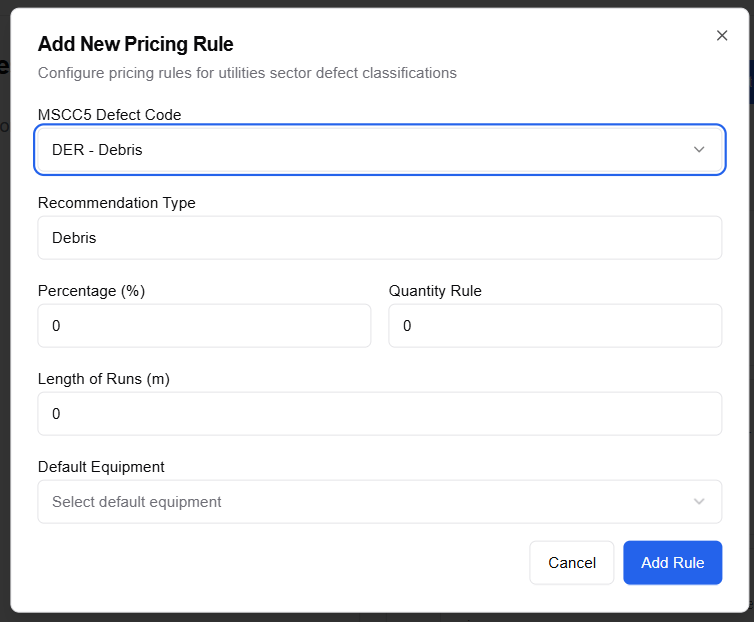 Add New Pricing Rule
Configure pricing rules for utilities sector defect classifications
MSCC5 Defect Code
DER - Debris
Recommendation Type
Debris
Percentage (%)
Quantity Rule
0
0
Length of Runs (m)
0
Default Equipment
Select default equipment
Cancel
Add Rule